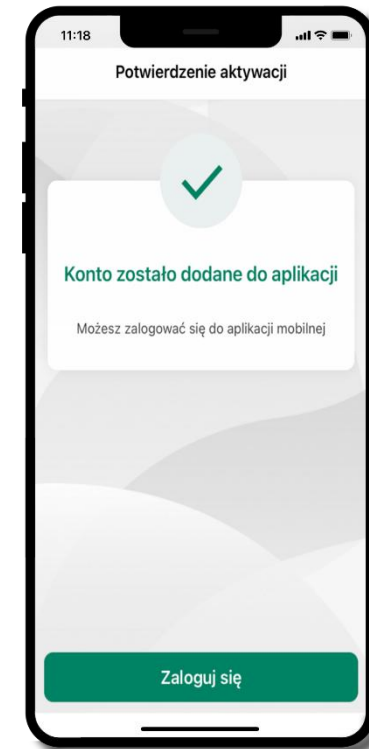 11:18
Potwierdzenie aktywacji
Konto zostało dodane do aplikacji
Możesz zalogować się do aplikacji mobilnej
Zaloguj się